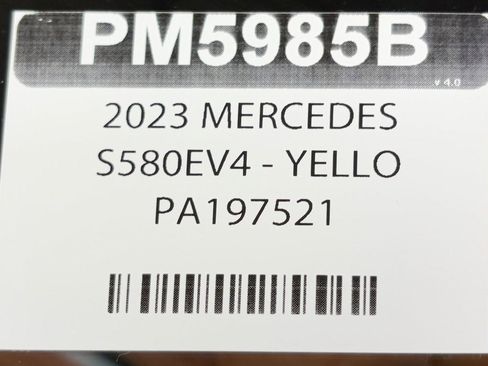 PM5985B
v 4.0
2023 MERCEDES
S580EV4 - YELLO
PA197521